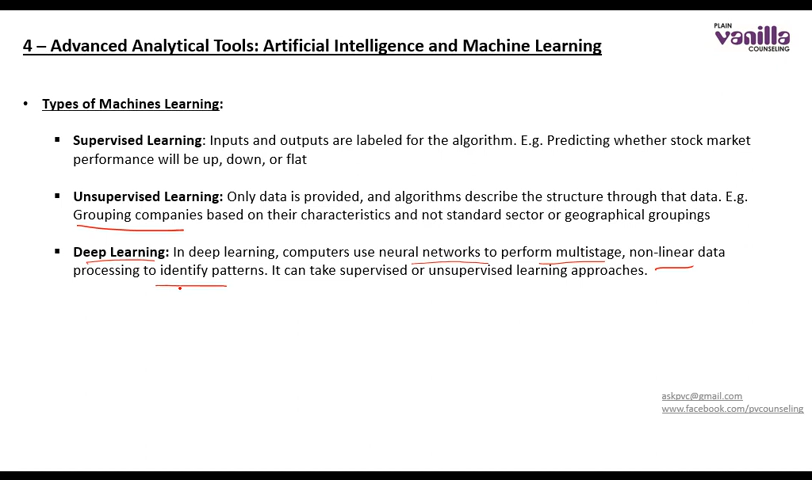 PLAIN
vanilla
COUNSELING
4 – Advanced Analytical Tools: Artificial Intelligence and Machine Learning
• Types of Machines Learning:
▪ Supervised Learning: Inputs and outputs are labeled for the algorithm. E.g. Predicting whether stock market
performance will be up, down, or flat
▪ Unsupervised Learning: Only data is provided, and algorithms describe the structure through that data. E.g.
Grouping companies based on their characteristics and not standard sector or geographical groupings
▪ Deep Learning: In deep learning, computers use neural networks to perform multistage, non-linear data
processing to identify patterns. It can take supervised or unsupervised learning approaches.
askpvc@gmail.com
www.facebook.com/pvcounseling